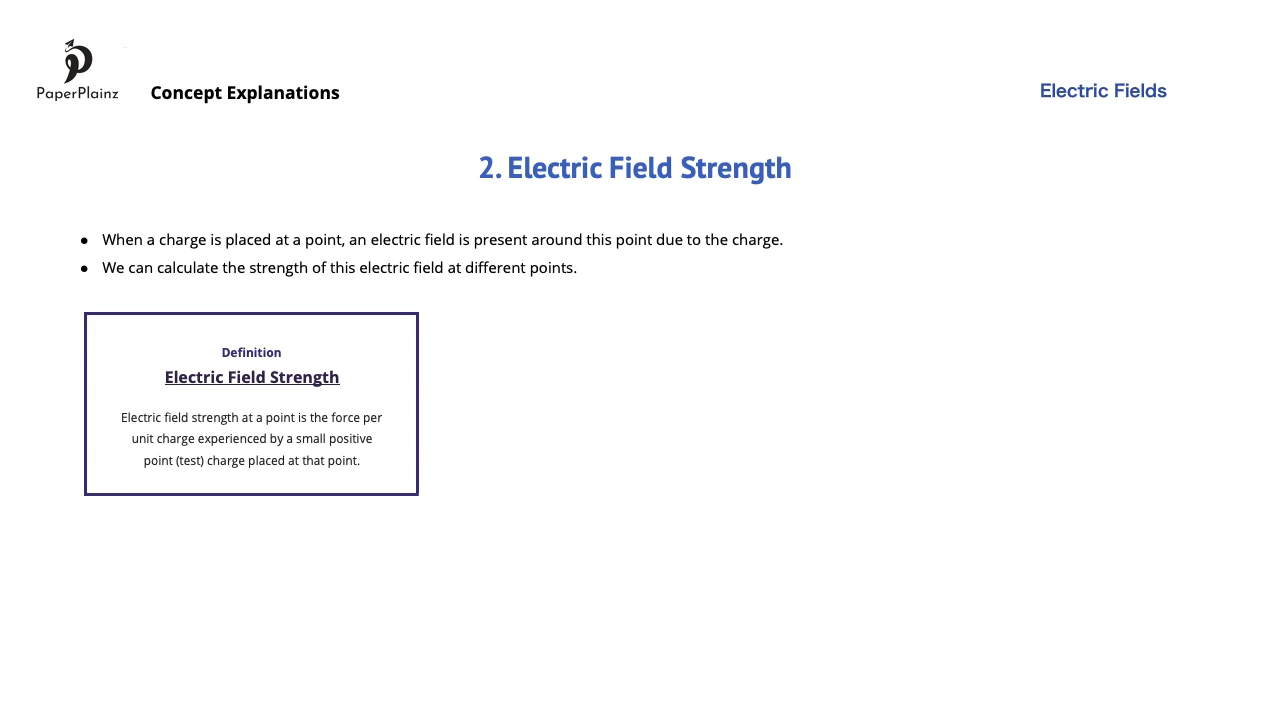 PaperPlainz
Concept Explanations
Electric Fields
2. Electric Field Strength
● When a charge is placed at a point, an electric field is present around this point due to the charge.
● We can calculate the strength of this electric field at different points.
Definition
Electric Field Strength
Electric field strength at a point is the force per
unit charge experienced by a small positive
point (test) charge placed at that point.